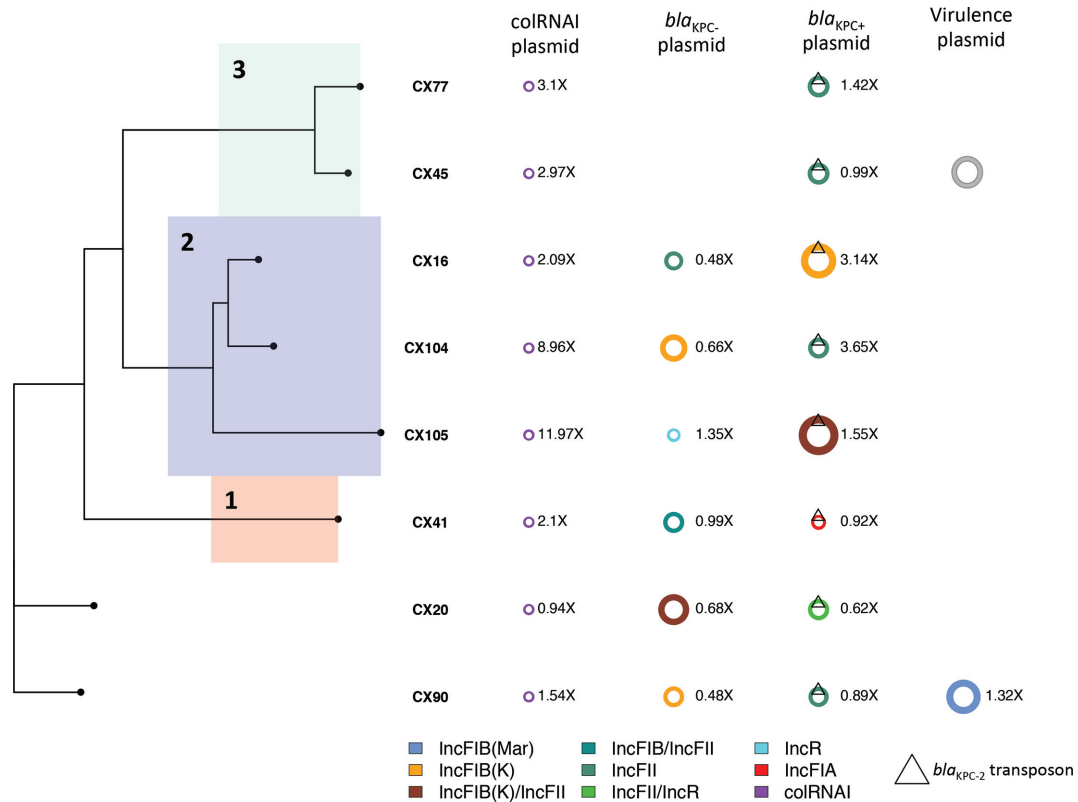 colRNAI plasmid
bla_KPC- plasmid
bla_KPC+ plasmid
Virulence plasmid
3
CX77 3.1X 1.42X
CX45 2.97X 0.99X
2
CX16 2.09X 0.48X 3.14X
CX104 8.96X 0.66X 3.65X
CX105 11.97X 1.35X 1.55X
1
CX41 2.1X 0.99X 0.92X
CX20 0.94X 0.68X 0.62X
CX90 1.54X 0.48X 0.89X 1.32X
IncFIB(Mar) IncFIB/IncFII IncR
IncFIB(K) IncFII IncFIA
IncFIB(K)/IncFII IncFII/IncR colRNAI
bla_KPC-2 transposon